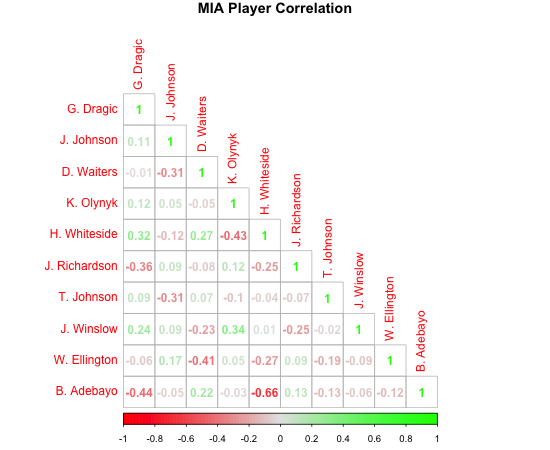 MIA Player Correlation
G. Dragic
J. Johnson
D. Waiters
K. Olynyk
H. Whiteside
J. Richardson
T. Johnson
J. Winslow
W. Ellington
B. Adebayo
G. Dragic 1
J. Johnson 0.11 1
D. Waiters -0.01 -0.31 1
K. Olynyk 0.12 0.05 -0.05 1
H. Whiteside 0.32 -0.12 0.27 -0.43 1
J. Richardson -0.36 0.09 -0.08 0.12 -0.25 1
T. Johnson 0.09 -0.31 0.07 -0.1 -0.04 -0.07 1
J. Winslow 0.24 0.09 -0.23 0.34 0.01 -0.25 -0.02 1
W. Ellington -0.06 0.17 -0.41 0.05 -0.27 0.09 -0.19 -0.09 1
B. Adebayo -0.44 -0.05 0.22 -0.03 -0.66 0.13 -0.13 -0.06 -0.12 1
-1 -0.8 -0.6 -0.4 -0.2 0 0.2 0.4 0.6 0.8 1